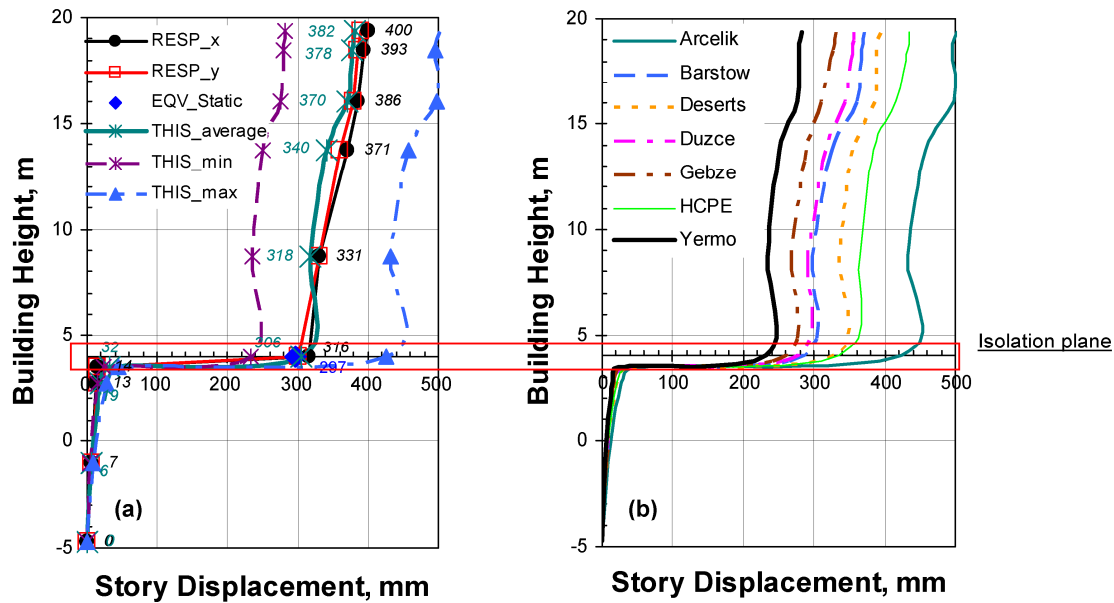 20
15
10
5
0
-5
0
100
200
300
400
500
Building Height, m
Story Displacement, mm
RESP_x
RESP_y
EQV_Static
THIS_average
THIS_min
THIS_max
382
400
378
393
370
386
340
371
318
331
306
316
297
32
14
13
9
7
6
0
(a)
20
15
10
5
0
-5
0
100
200
300
400
500
Building Height, m
Story Displacement, mm
Arcelik
Barstow
Deserts
Duzce
Gebze
HCPE
Yermo
(b)
Isolation plane